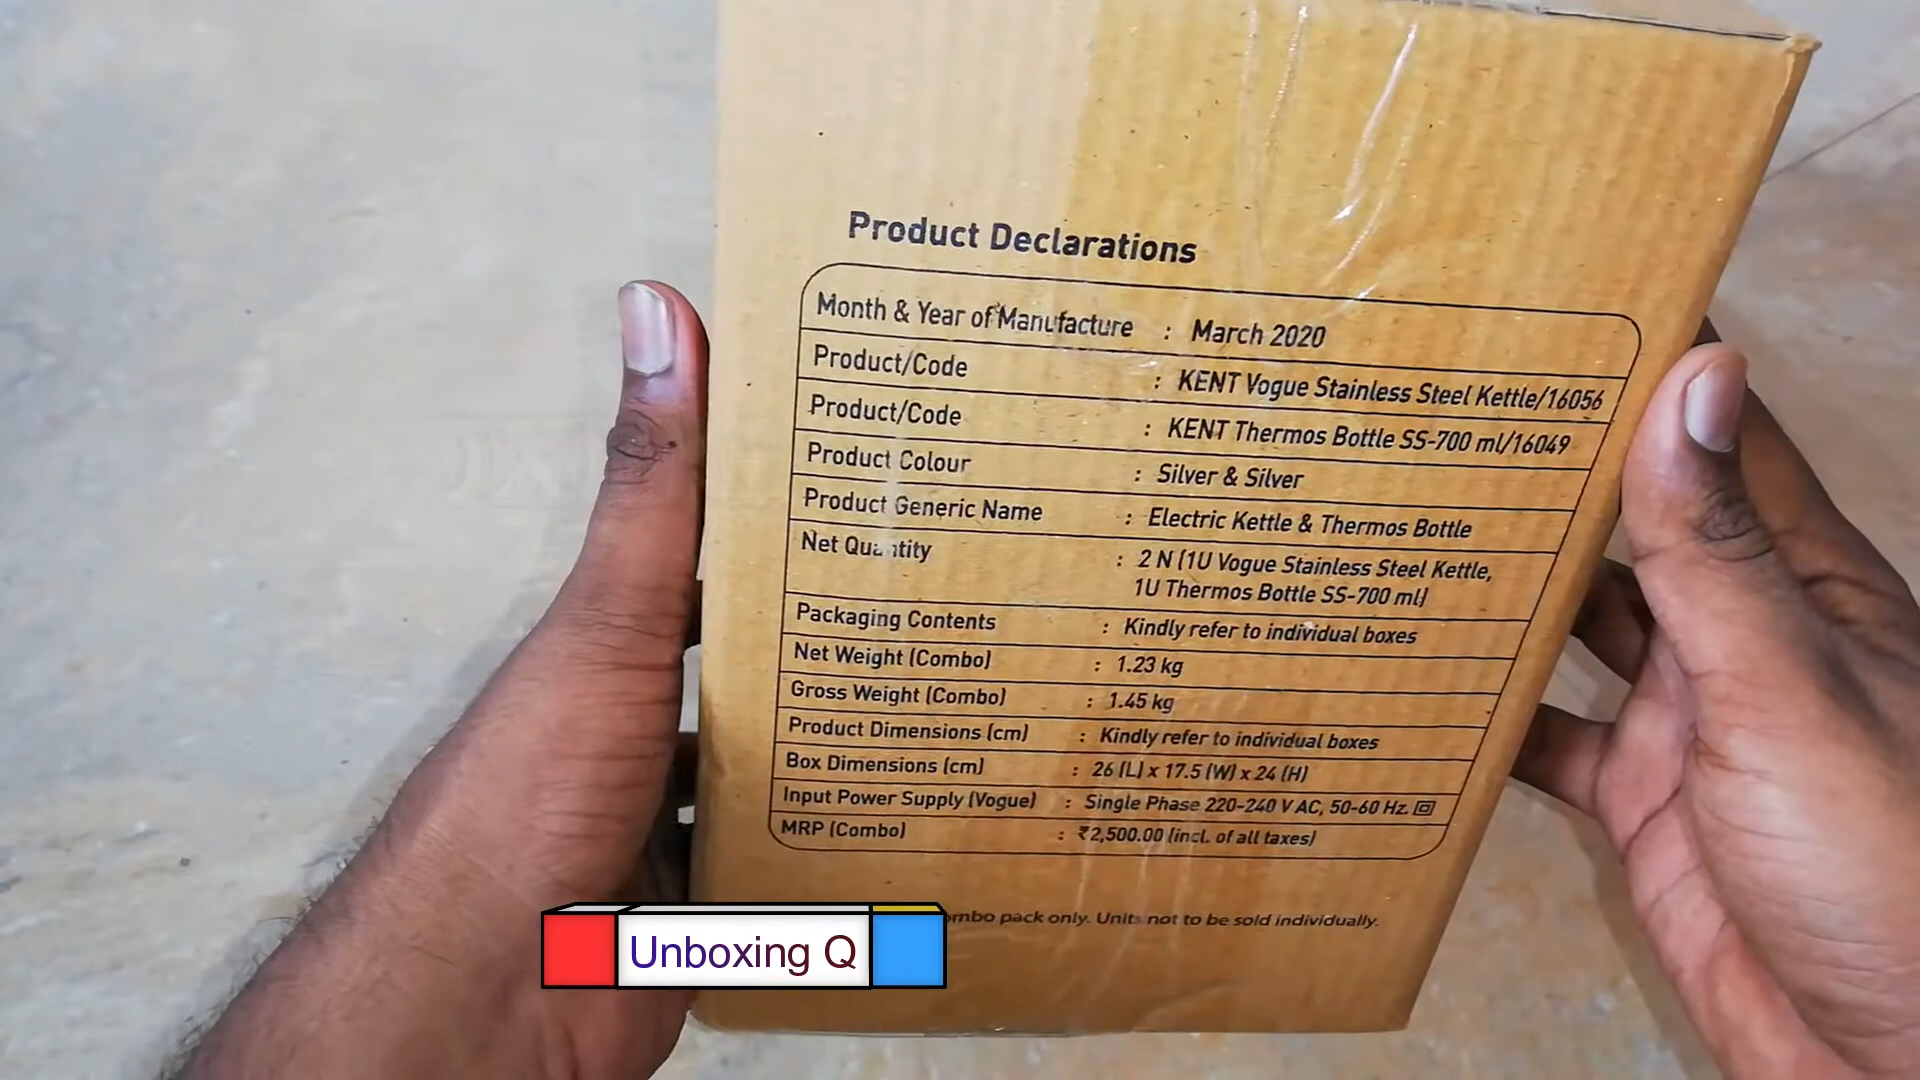 Product Declarations
Month & Year of Manufacture : March 2020
Product/Code : KENT Vogue Stainless Steel Kettle/16056
Product/Code : KENT Thermos Bottle SS-700 ml/16049
Product Colour : Silver & Silver
Product Generic Name : Electric Kettle & Thermos Bottle
Net Quantity : 2 N (1U Vogue Stainless Steel Kettle,
1U Thermos Bottle SS-700 ml)
Packaging Contents : Kindly refer to individual boxes
Net Weight (Combo) : 1.23 kg
Gross Weight (Combo) : 1.45 kg
Product Dimensions (cm) : Kindly refer to individual boxes
Box Dimensions (cm) : 26 (L) x 17.5 (W) x 24 (H)
Input Power Supply (Vogue) : Single Phase 220-240 V AC, 50-60 Hz.
MRP (Combo) : ₹2,500.00 (incl. of all taxes)
pack only. Units not to be sold individually.
Unboxing Q